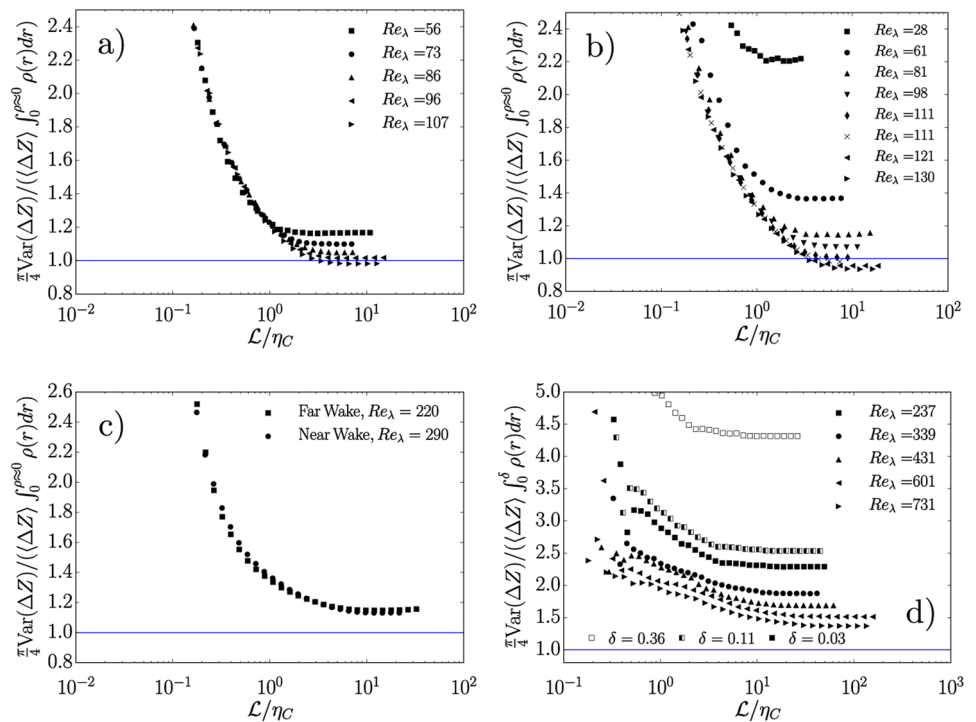 a)
Re_λ =56
Re_λ =73
Re_λ =86
Re_λ =96
Re_λ =107
2.4
2.2
2.0
1.8
1.6
1.4
1.2
1.0
0.8
π/4 Var(ΔZ)/(⟨ΔZ⟩ ∫_0^{ρ≈0} ρ(r)dr)
10^{-2} 10^{-1} 10^0 10^1 10^2
ℒ/η_C
b)
Re_λ =28
Re_λ =61
Re_λ =81
Re_λ =98
Re_λ =111
Re_λ =111
Re_λ =121
Re_λ =130
2.4
2.2
2.0
1.8
1.6
1.4
1.2
1.0
0.8
π/4 Var(ΔZ)/(⟨ΔZ⟩ ∫_0^{ρ≈0} ρ(r)dr)
10^{-2} 10^{-1} 10^0 10^1 10^2
ℒ/η_C
c)
Far Wake, Re_λ = 220
Near Wake, Re_λ = 290
2.6
2.4
2.2
2.0
1.8
1.6
1.4
1.2
1.0
0.8
π/4 Var(ΔZ)/(⟨ΔZ⟩ ∫_0^{ρ≈0} ρ(r)dr)
10^{-2} 10^{-1} 10^0 10^1 10^2
ℒ/η_C
Re_λ =237
Re_λ =339
Re_λ =431
Re_λ =601
Re_λ =731
d)
δ = 0.36 δ = 0.11 δ = 0.03
5.0
4.5
4.0
3.5
3.0
2.5
2.0
1.5
1.0
π/4 Var(ΔZ)/(⟨ΔZ⟩ ∫_0^δ ρ(r)dr)
10^{-1} 10^0 10^1 10^2 10^3
ℒ/η_C